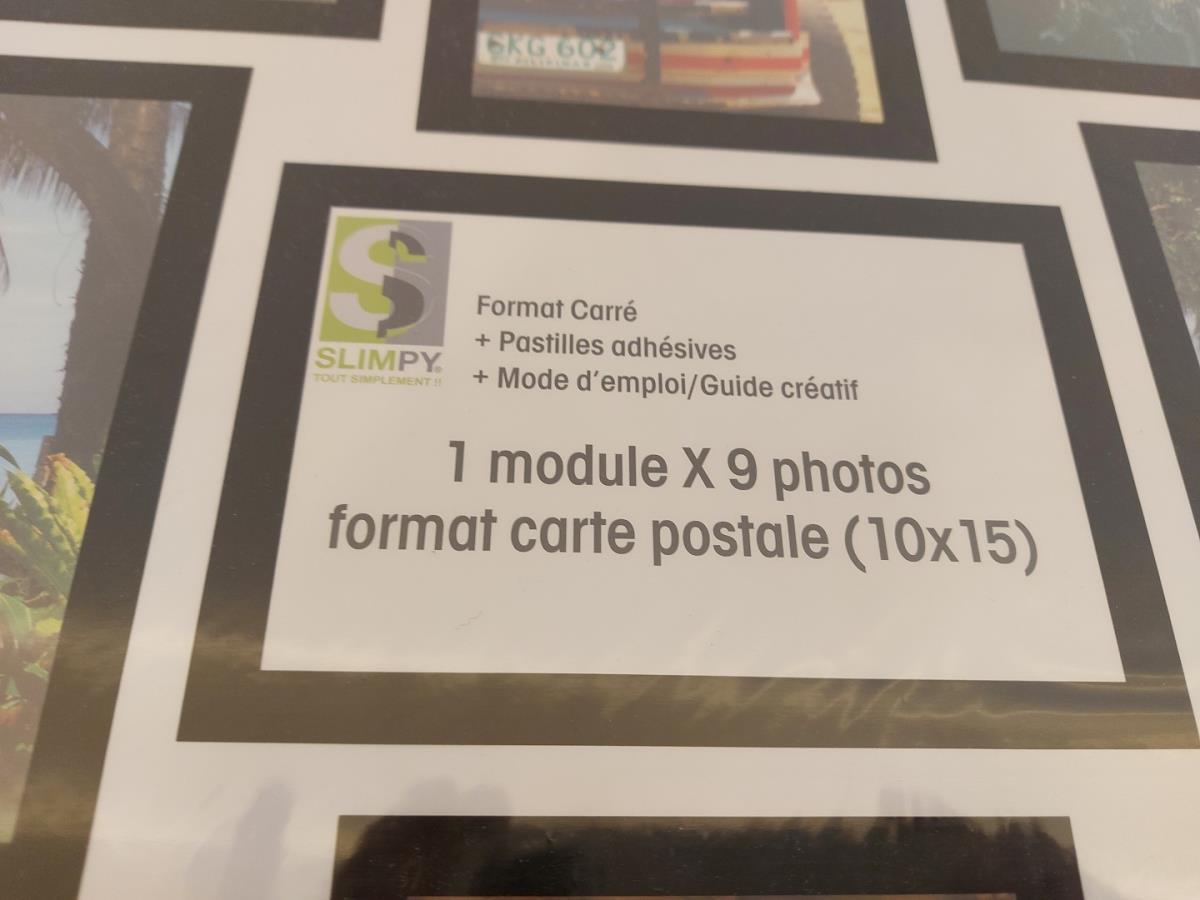 6KG 602
SLIMPY®
TOUT SIMPLEMENT !!
Format Carré
+ Pastilles adhésives
+ Mode d'emploi/Guide créatif
1 module X 9 photos
format carte postale (10x15)